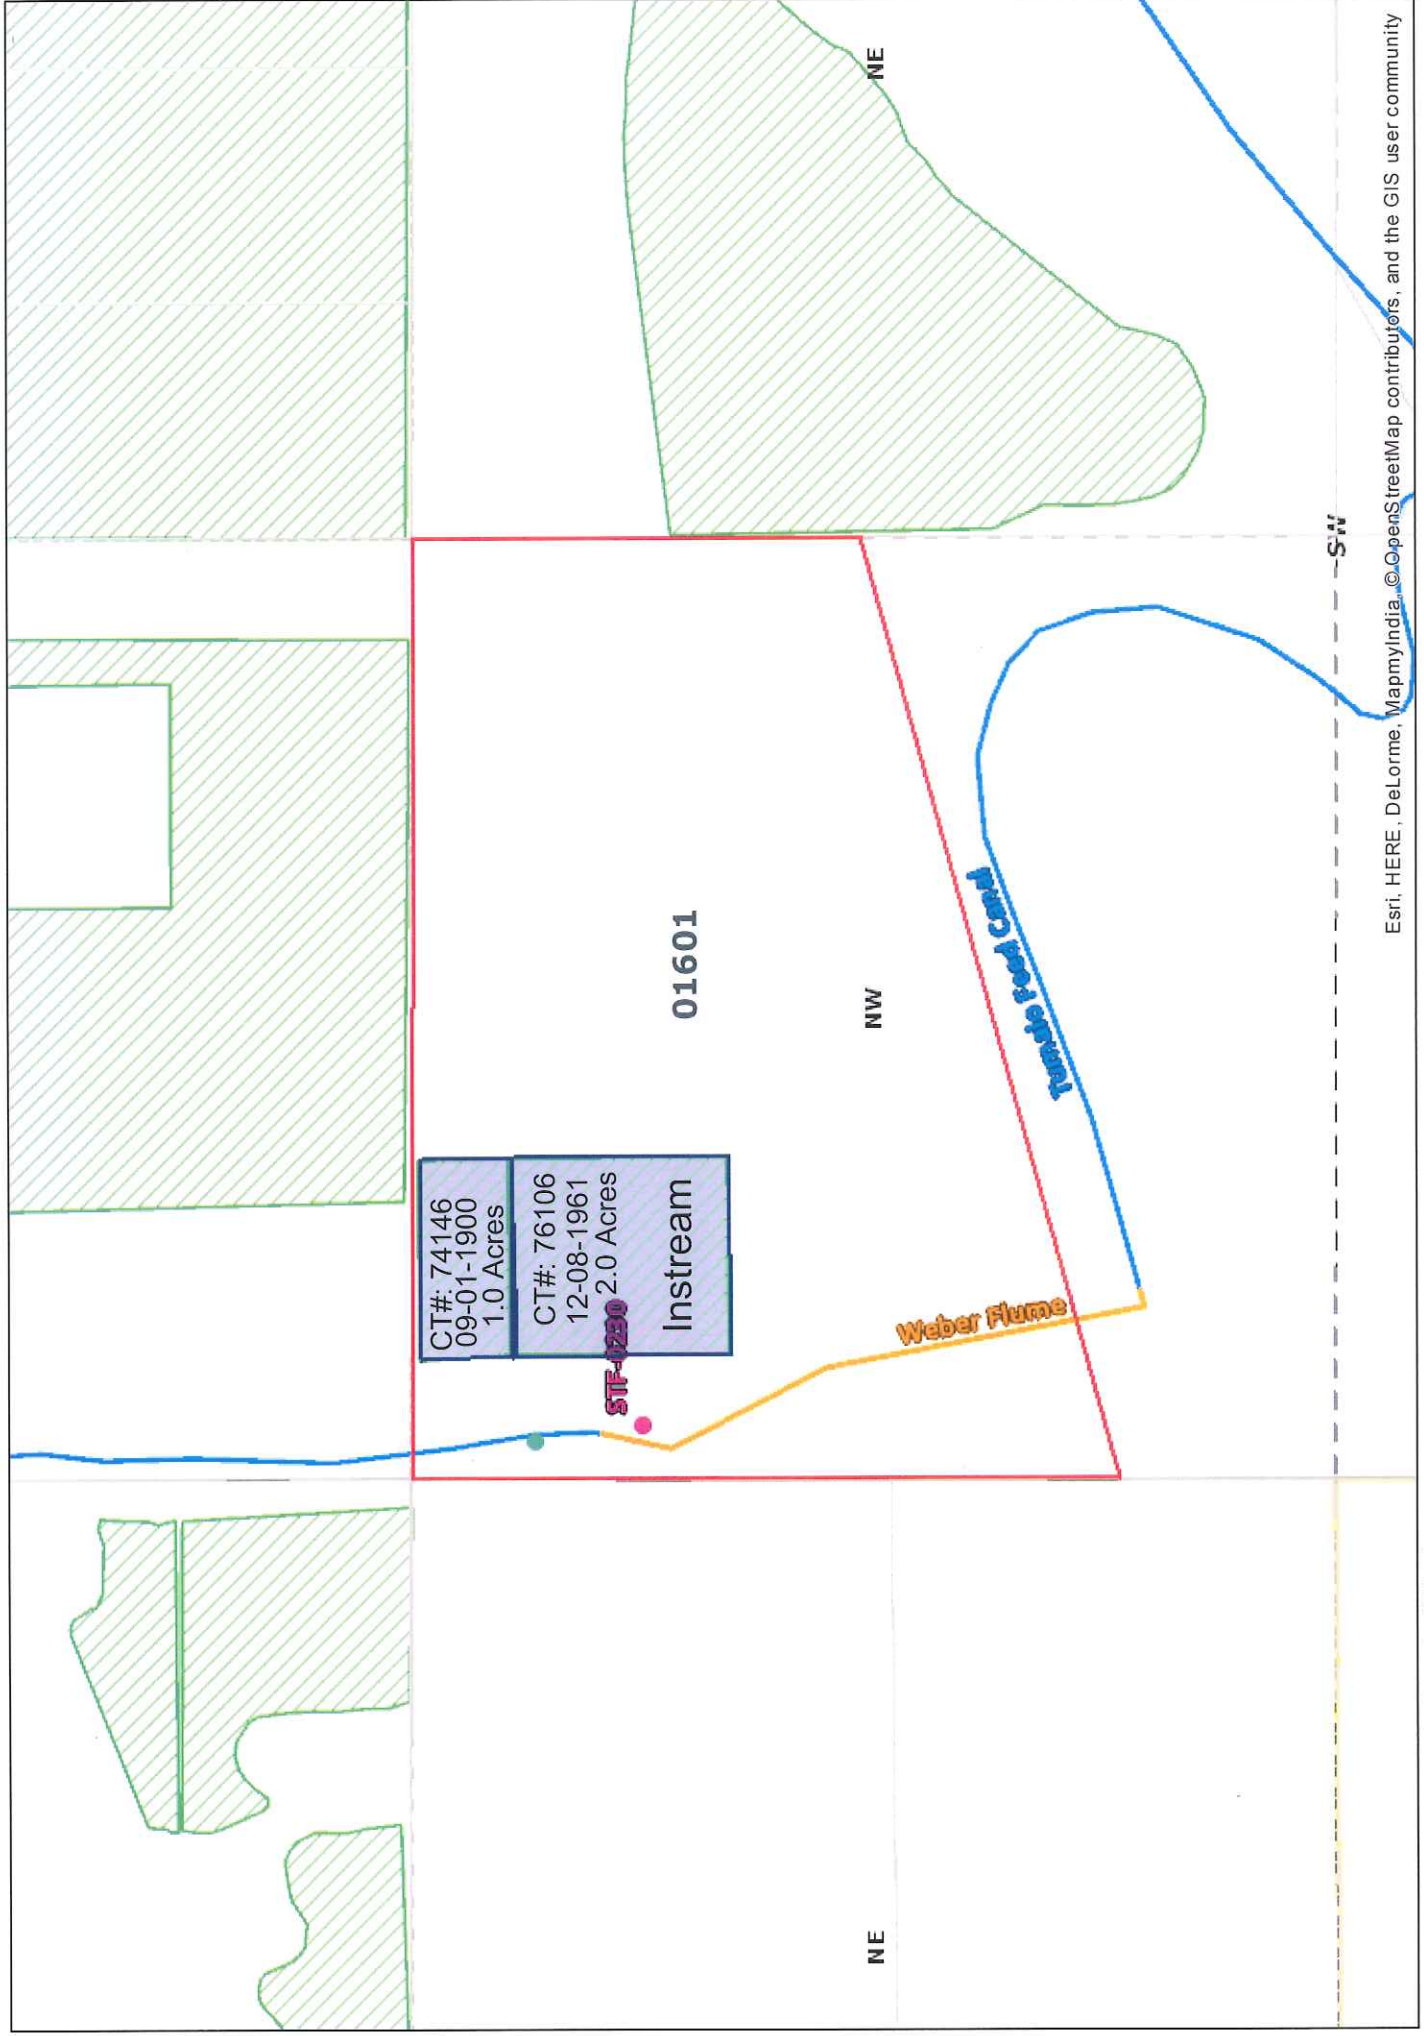 NE
NW
NE
SW
01601
CT#: 74146
09-01-1900
1.0 Acres
CT#: 76106
12-08-1961
2.0 Acres
Instream
STF-0230
Weber Flume
Tumalo Feed Canal
Esri, HERE, DeLorme, MapmyIndia, © OpenStreetMap contributors, and the GIS user community